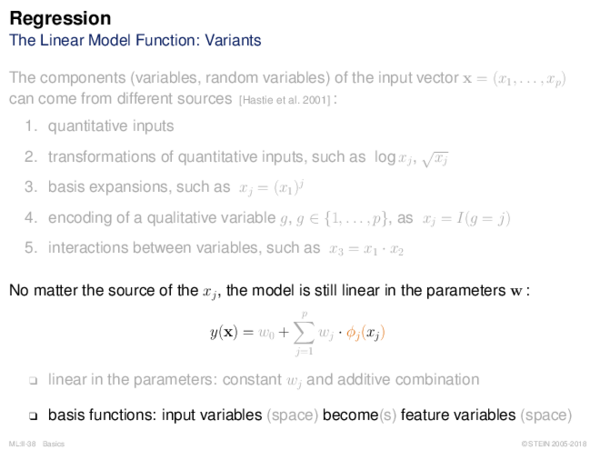 Regression
The Linear Model Function: Variants
The components (variables, random variables) of the input vector x = (x₁, . . . , xₚ)
can come from different sources [Hastie et al. 2001] :
1. quantitative inputs
2. transformations of quantitative inputs, such as log xⱼ, √xⱼ
3. basis expansions, such as xⱼ = (x₁)ʲ
4. encoding of a qualitative variable g, g ∈ {1, . . . , p}, as xⱼ = I(g = j)
5. interactions between variables, such as x₃ = x₁ · x₂
No matter the source of the xⱼ, the model is still linear in the parameters w :
y(x) = w₀ + ∑ⱼ₌₁ᵖ wⱼ · ϕⱼ(xⱼ)
❏ linear in the parameters: constant wⱼ and additive combination
❏ basis functions: input variables (space) become(s) feature variables (space)
ML:II-38 Basics © STEIN 2005-2018